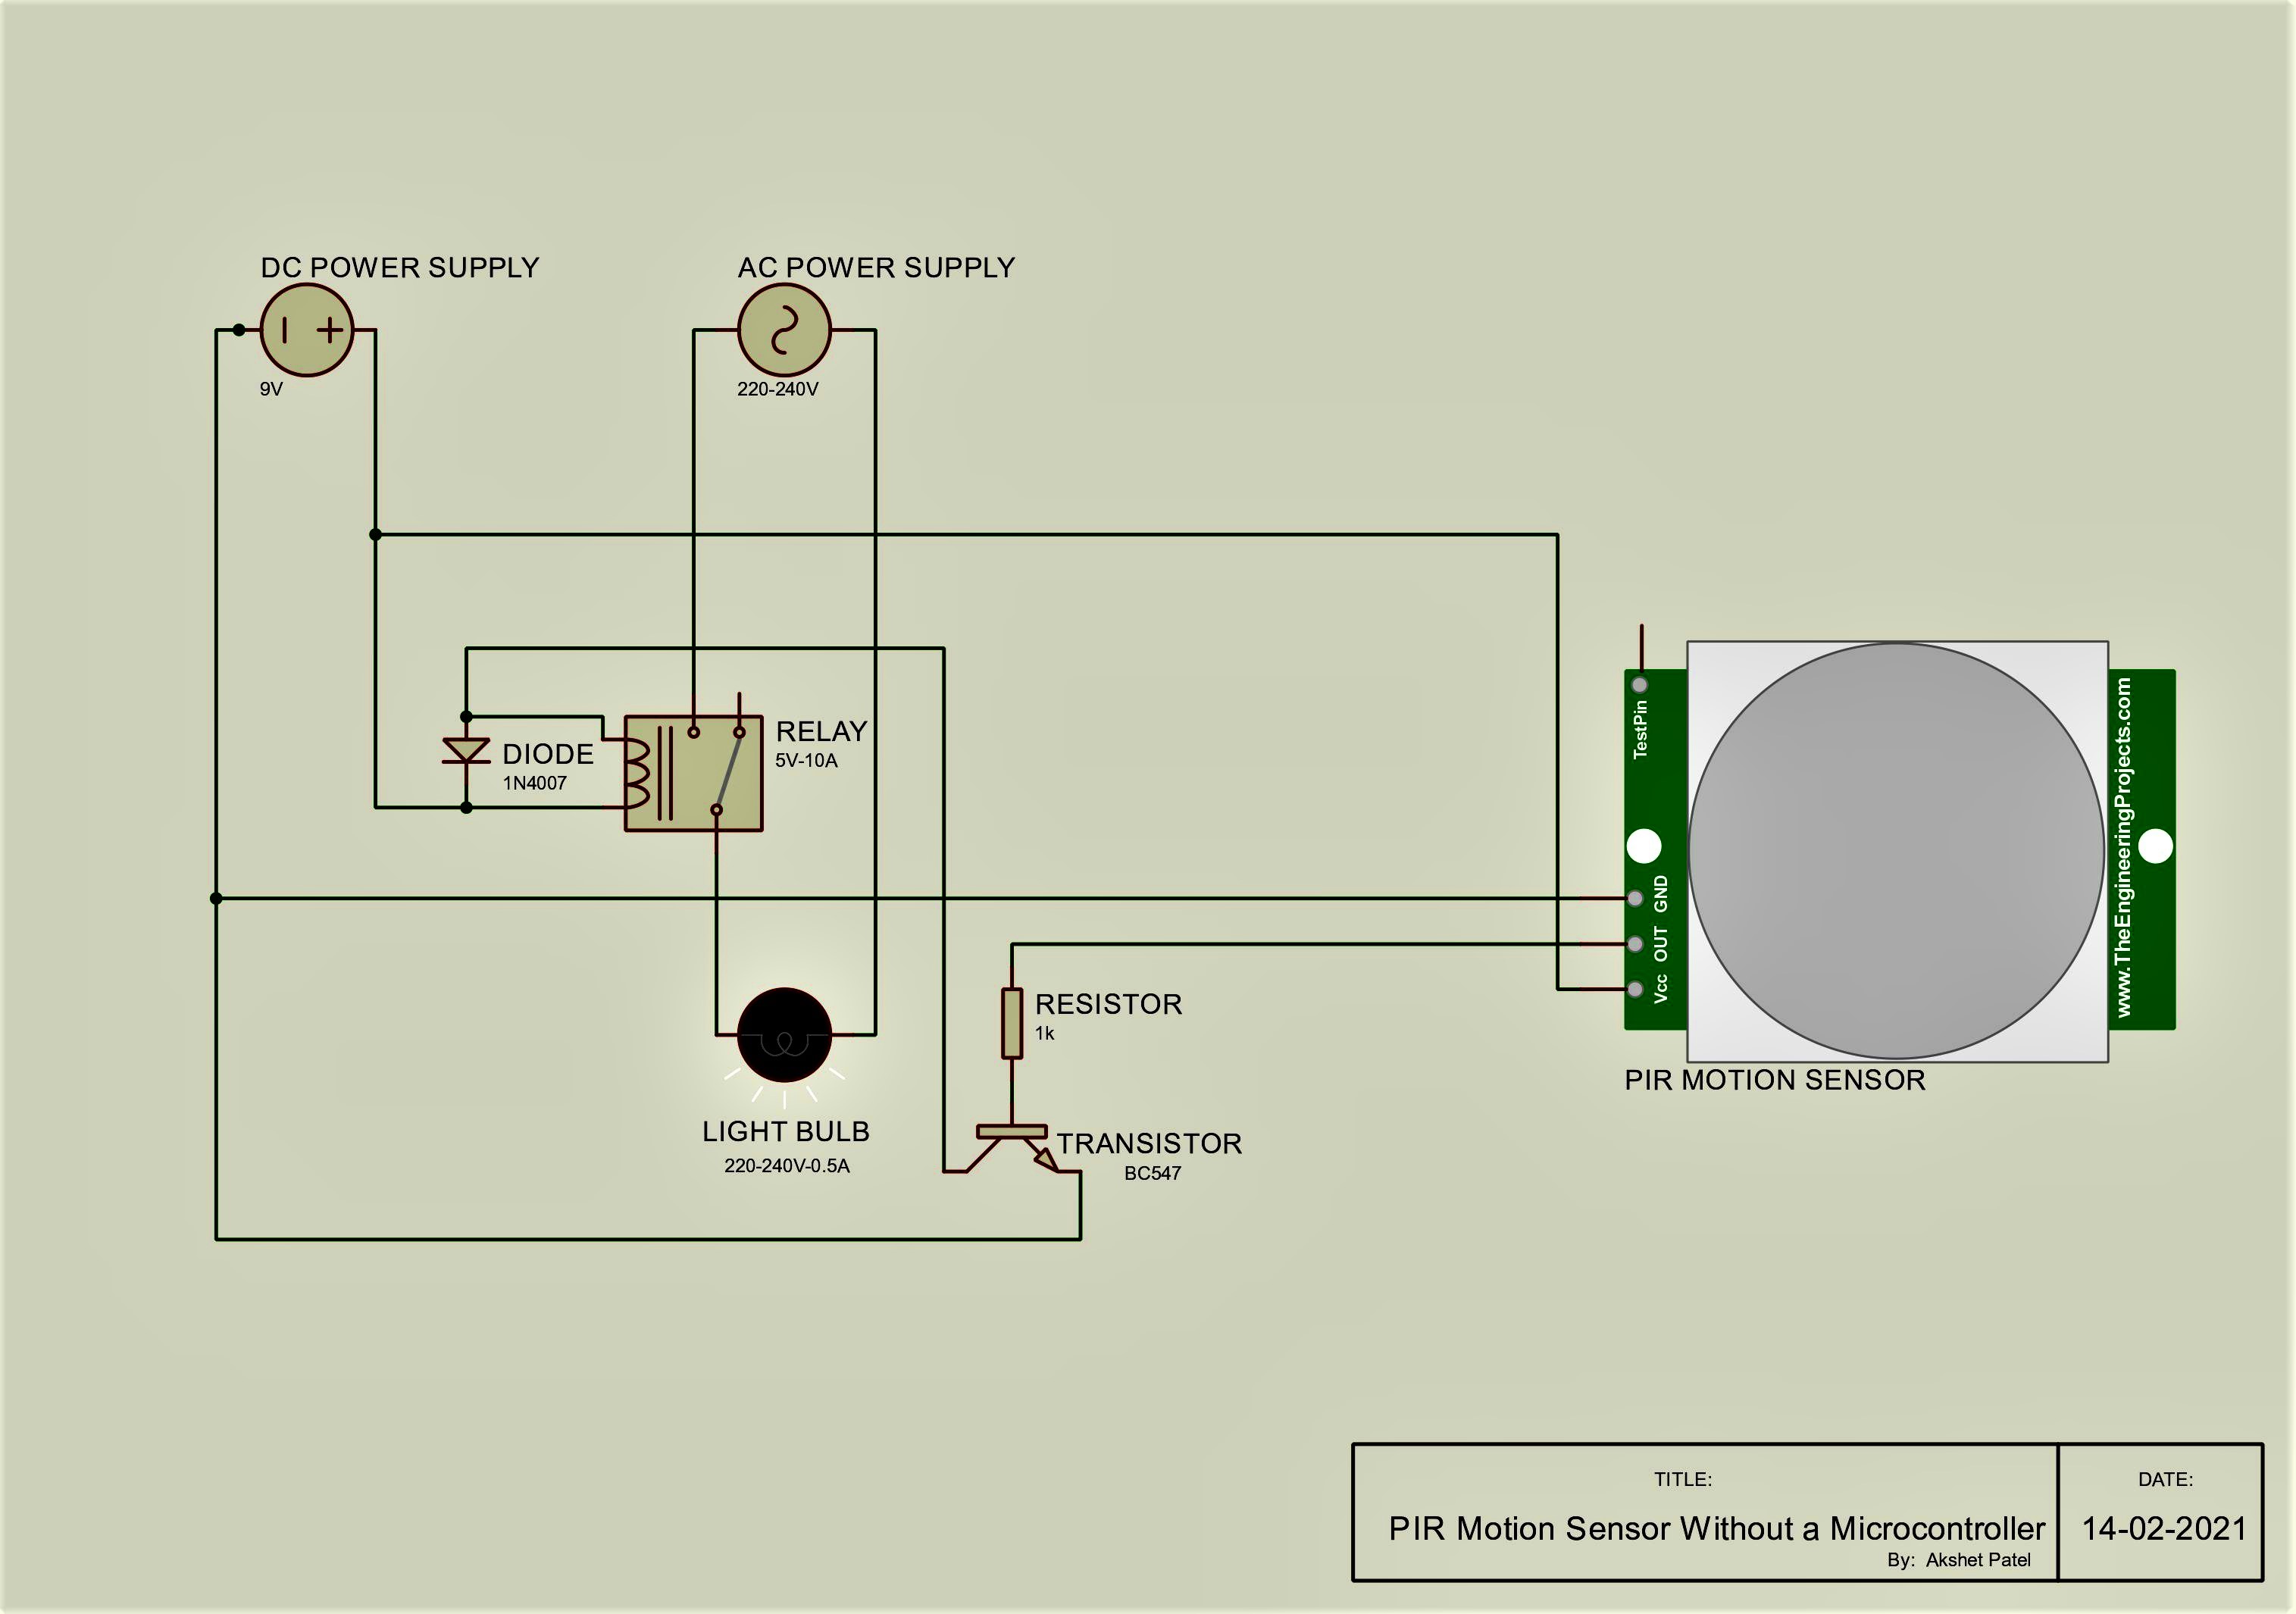 DC POWER SUPPLY
9V
AC POWER SUPPLY
220-240V
DIODE
1N4007
RELAY
5V-10A
TestPin
GND
OUT
Vcc
www.TheEngineeringProjects.com
PIR MOTION SENSOR
LIGHT BULB
220-240V-0.5A
RESISTOR
1k
TRANSISTOR
BC547
TITLE:
PIR Motion Sensor Without a Microcontroller
By: Akshet Patel
DATE:
14-02-2021